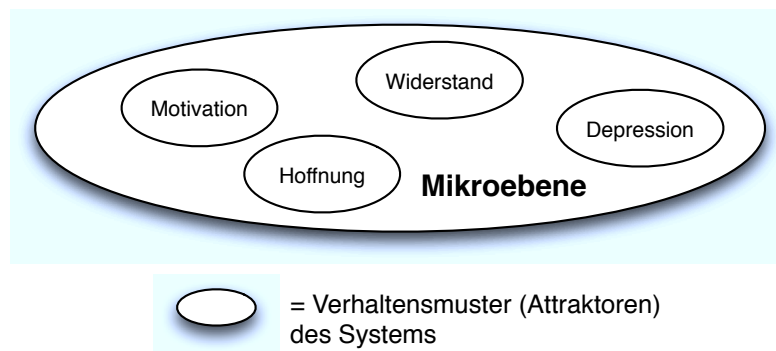 Widerstand
Motivation
Depression
Hoffnung
Mikroebene
= Verhaltensmuster (Attraktoren)
des Systems